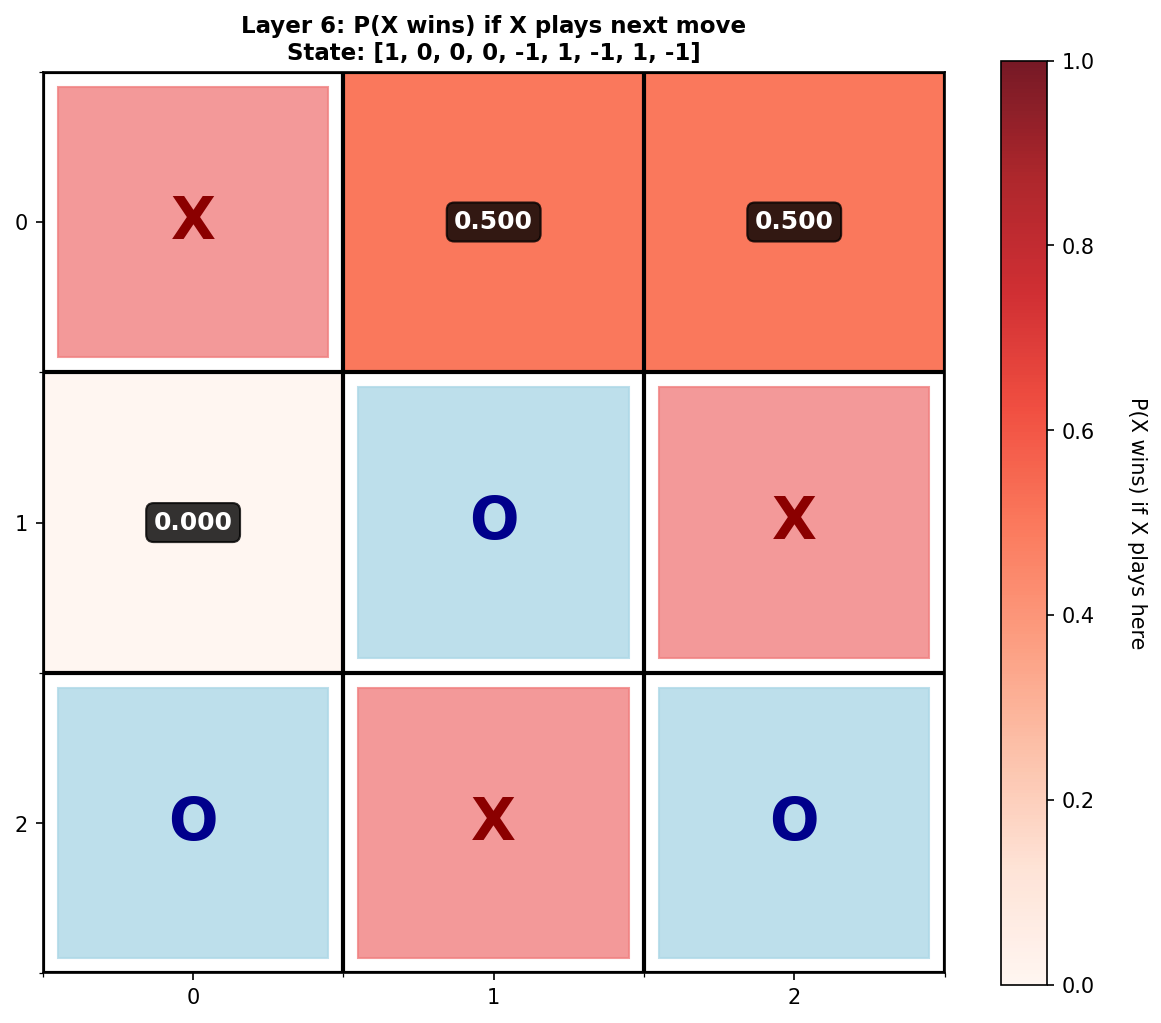 Layer 6: P(X wins) if X plays next move
State: [1, 0, 0, 0, -1, 1, -1, 1, -1]
X
0.500
0.500
0.000
O
X
O
X
O
0
1
2
0
1
2
1.0
0.8
0.6
0.4
0.2
0.0
P(X wins) if X plays here